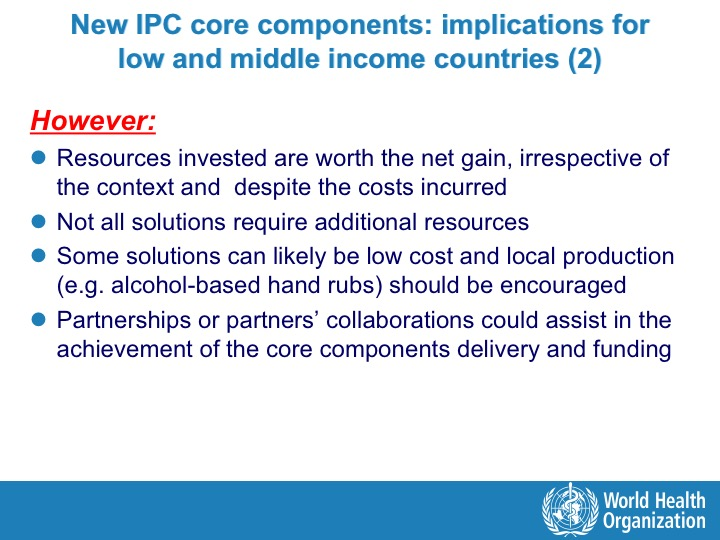 New IPC core components: implications for
low and middle income countries (2)
However:
Resources invested are worth the net gain, irrespective of
the context and  despite the costs incurred
Not all solutions require additional resources
Some solutions can likely be low cost and local production
(e.g. alcohol-based hand rubs) should be encouraged
Partnerships or partners’ collaborations could assist in the
achievement of the core components delivery and funding
World Health
Organization